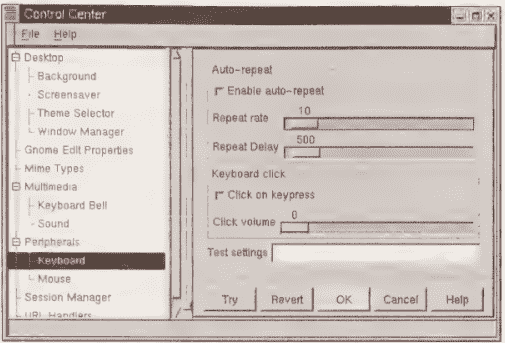 Control Center
File Help
Desktop
Background
Screensaver
Theme Selector
Window Manager
Gnome Edit Properties
Mime Types
Multimedia
Keyboard Bell
Sound
Peripherals
Keyboard
Mouse
Session Manager
URL Handlers
Auto-repeat
Enable auto-repeat
10
Repeat rate
500
Repeat Delay
Keyboard click
Click on keypress
0
Click volume
Test settings
Try Revert OK Cancel Help